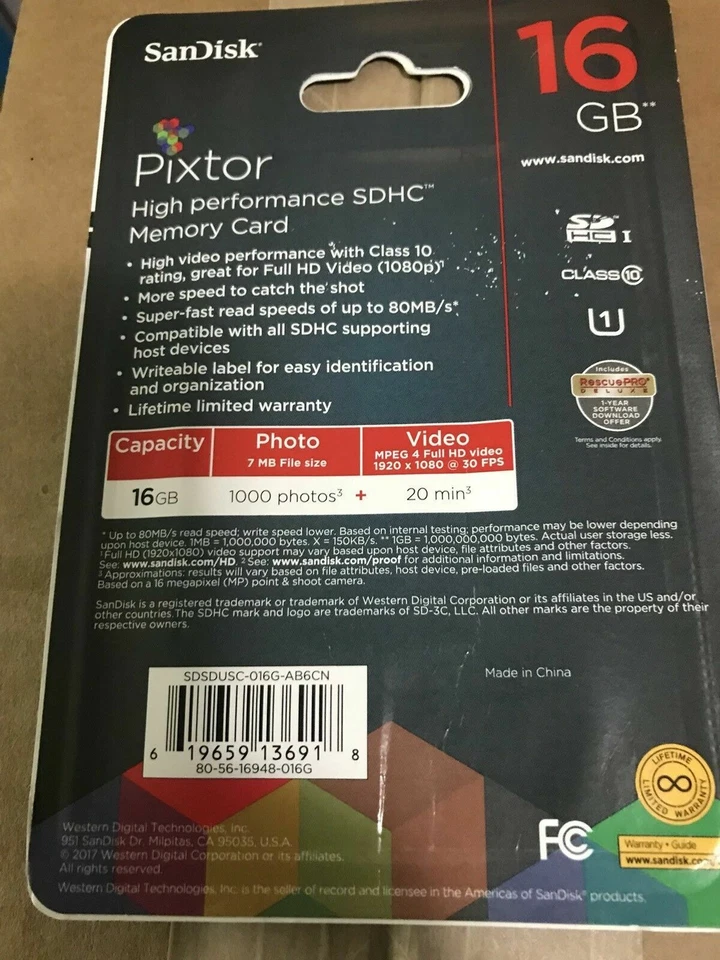 SanDisk®
16
GB**
www.sandisk.com
Pixtor
High performance SDHC™
Memory Card
• High video performance with Class 10
rating, great for Full HD Video (1080p)¹
• More speed to catch the shot
• Super-fast read speeds of up to 80MB/s*
• Compatible with all SDHC supporting
host devices
• Writeable label for easy identification
and organization
• Lifetime limited warranty
SD™
HC I
CLASS 10
1
Includes
RescuePRO®
DELUXE
1-YEAR
SOFTWARE
DOWNLOAD
OFFER
Terms and Conditions apply.
See inside for details.
Capacity Photo Video
7 MB File size MPEG 4 Full HD video
1920 x 1080 @ 30 FPS
16GB 1000 photos³ + 20 min³
* Up to 80MB/s read speed; write speed lower. Based on internal testing; performance may be lower depending
upon host device. 1MB = 1,000,000 bytes. X = 150KB/s. ** 1GB = 1,000,000,000 bytes. Actual user storage less.
¹ Full HD (1920x1080) video support may vary based upon host device, file attributes and other factors.
See: www.sandisk.com/HD. ² See: www.sandisk.com/proof for additional information and limitations.
³ Approximations: results will vary based on file attributes, host device, pre-loaded files and other factors.
Based on a 16 megapixel (MP) point & shoot camera.
SanDisk is a registered trademark or trademark of Western Digital Corporation or its affiliates in the US and/or
other countries. The SDHC mark and logo are trademarks of SD-3C, LLC. All other marks are the property of their
respective owners.
SDSDUSC-016G-AB6CN
6 19659 13691 8
80-56-16948-016G
Made in China
LIFETIME
LIMITED WARRANTY
FC
Warranty • Guide
www.sandisk.co
Western Digital Technologies, Inc.
951 SanDisk Dr. Milpitas, CA 95035, U.S.A.
© 2017 Western Digital Corporation or its affiliates.
All rights reserved.
Western Digital Technologies, Inc. is the seller of record and licensee in the Americas of SanDisk® products.